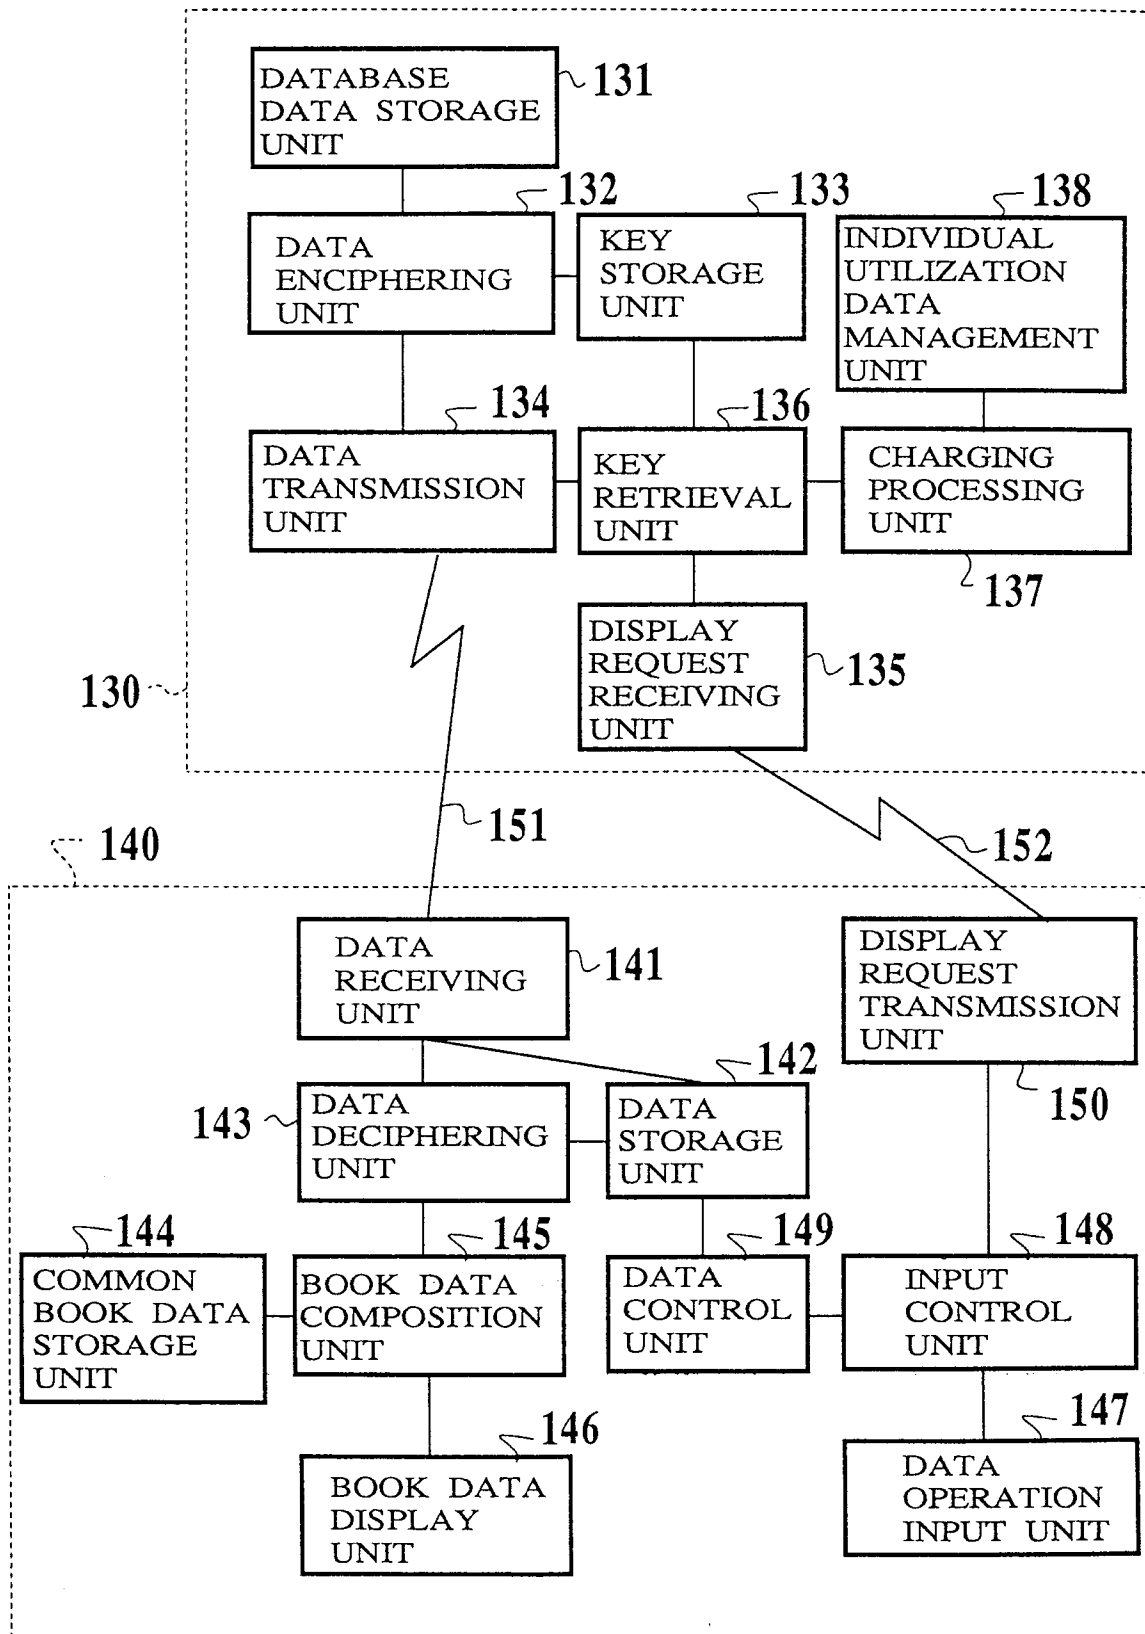 DATABASE
DATA STORAGE
UNIT
131
132
DATA
ENCIPHERING
UNIT
133
KEY
STORAGE
UNIT
138
INDIVIDUAL
UTILIZATION
DATA
MANAGEMENT
UNIT
134
DATA
TRANSMISSION
UNIT
136
KEY
RETRIEVAL
UNIT
CHARGING
PROCESSING
UNIT
137
DISPLAY
REQUEST
RECEIVING
UNIT
135
130
151
152
140
DATA
RECEIVING
UNIT
141
DISPLAY
REQUEST
TRANSMISSION
UNIT
150
143
DATA
DECIPHERING
UNIT
142
DATA
STORAGE
UNIT
144
COMMON
BOOK DATA
STORAGE
UNIT
145
BOOK DATA
COMPOSITION
UNIT
149
DATA
CONTROL
UNIT
148
INPUT
CONTROL
UNIT
146
BOOK DATA
DISPLAY
UNIT
147
DATA
OPERATION
INPUT UNIT